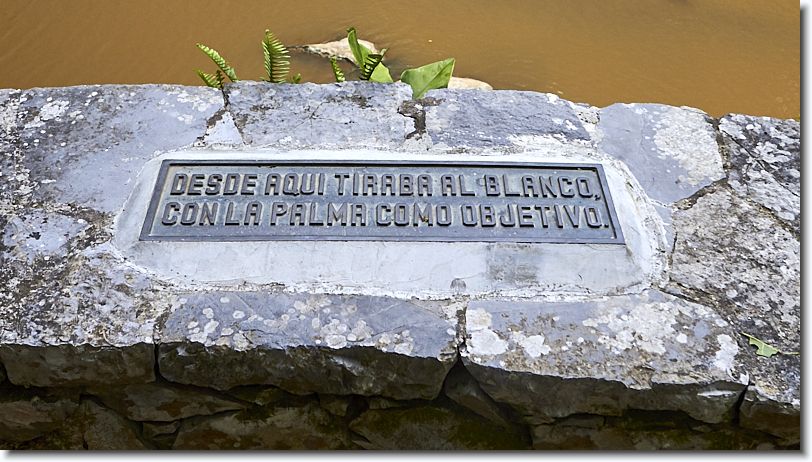 DESDE AQUI TIRABA AL BLANCO,
CON LA PALMA COMO OBJETIVO.